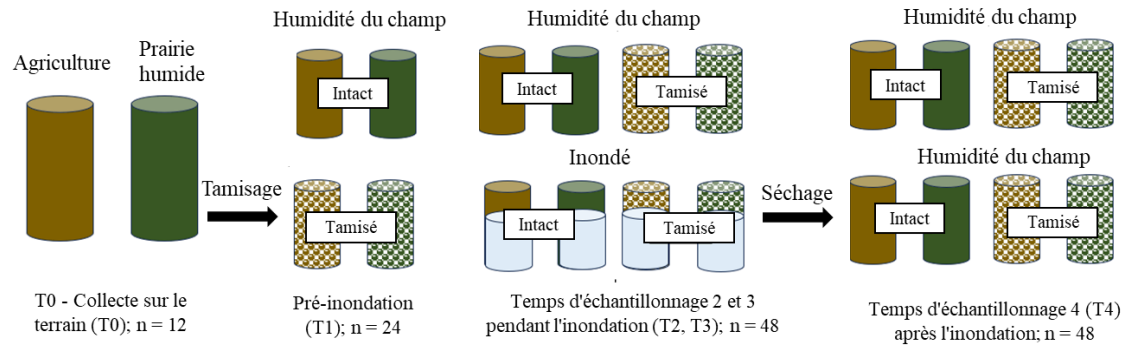 Agriculture
Prairie
humide
T0 - Collecte sur le
terrain (T0); n = 12
Tamisage
Humidité du champ
Intact
Tamisé
Pré-inondation
(T1); n = 24
Humidité du champ
Intact
Tamisé
Inondé
Intact
Tamisé
Temps d'échantillonnage 2 et 3
pendant l'inondation (T2, T3); n = 48
Séchage
Humidité du champ
Intact
Tamisé
Humidité du champ
Intact
Tamisé
Temps d'échantillonnage 4 (T4)
après l'inondation; n = 48